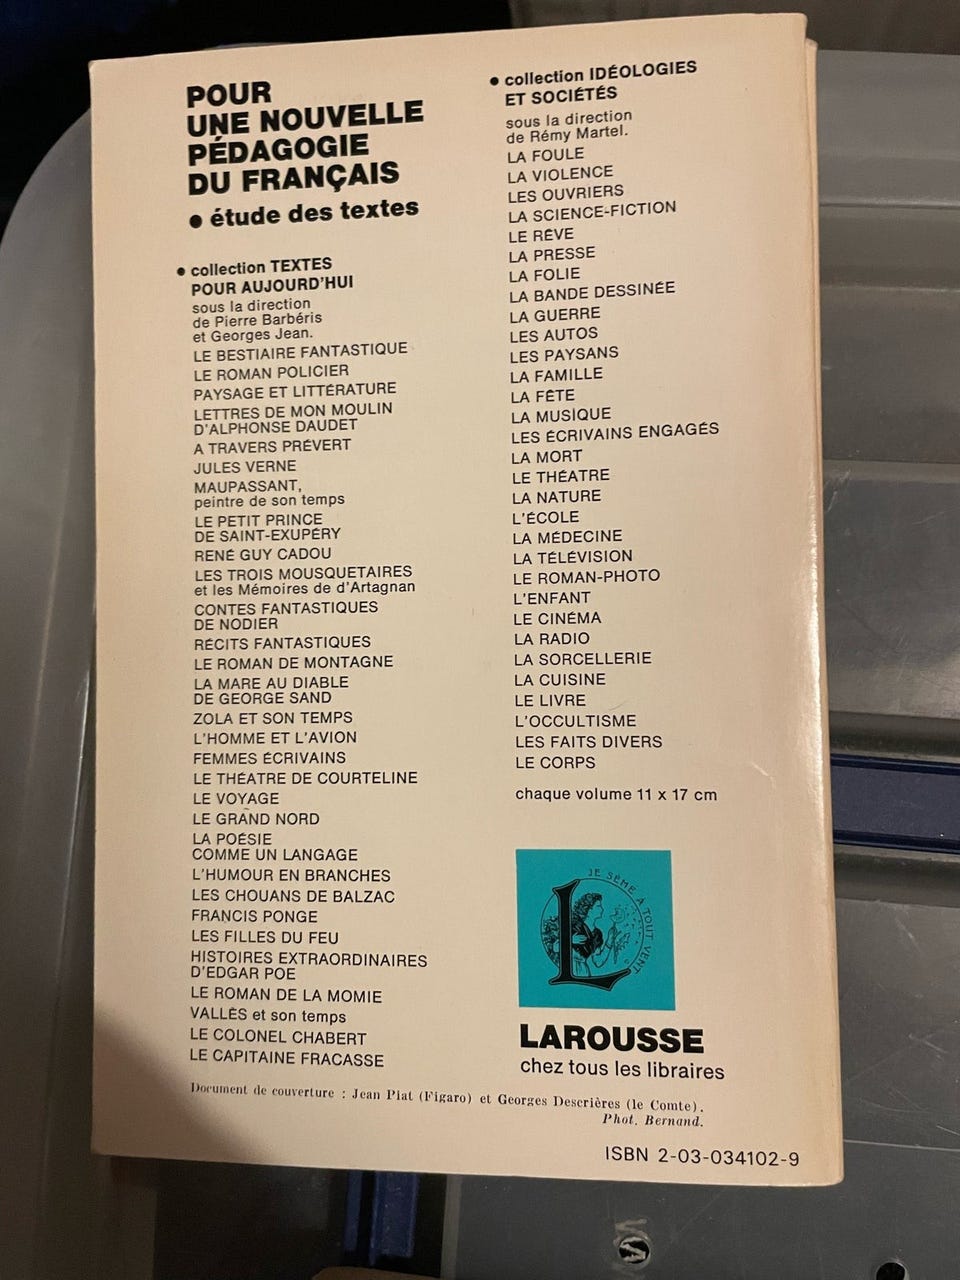 POUR
UNE NOUVELLE
PÉDAGOGIE
DU FRANÇAIS
● étude des textes
● collection TEXTES
POUR AUJOURD'HUI
sous la direction
de Pierre Barbéris
et Georges Jean.
LE BESTIAIRE FANTASTIQUE
LE ROMAN POLICIER
PAYSAGE ET LITTÉRATURE
LETTRES DE MON MOULIN
D'ALPHONSE DAUDET
A TRAVERS PRÉVERT
JULES VERNE
MAUPASSANT,
peintre de son temps
LE PETIT PRINCE
DE SAINT-EXUPÉRY
RENÉ GUY CADOU
LES TROIS MOUSQUETAIRES
et les Mémoires de d'Artagnan
CONTES FANTASTIQUES
DE NODIER
RÉCITS FANTASTIQUES
LE ROMAN DE MONTAGNE
LA MARE AU DIABLE
DE GEORGE SAND
ZOLA ET SON TEMPS
L'HOMME ET L'AVION
FEMMES ÉCRIVAINS
LE THÉATRE DE COURTELINE
LE VOYAGE
LE GRAND NORD
LA POÉSIE
COMME UN LANGAGE
L'HUMOUR EN BRANCHES
LES CHOUANS DE BALZAC
FRANCIS PONGE
LES FILLES DU FEU
HISTOIRES EXTRAORDINAIRES
D'EDGAR POE
LE ROMAN DE LA MOMIE
VALLÈS et son temps
LE COLONEL CHABERT
LE CAPITAINE FRACASSE
● collection IDÉOLOGIES
ET SOCIÉTÉS
sous la direction
de Rémy Martel.
LA FOULE
LA VIOLENCE
LES OUVRIERS
LA SCIENCE-FICTION
LE RÊVE
LA PRESSE
LA FOLIE
LA BANDE DESSINÉE
LA GUERRE
LES AUTOS
LES PAYSANS
LA FAMILLE
LA FÊTE
LA MUSIQUE
LES ÉCRIVAINS ENGAGÉS
LA MORT
LE THÉATRE
LA NATURE
L'ÉCOLE
LA MÉDECINE
LA TÉLÉVISION
LE ROMAN-PHOTO
L'ENFANT
LE CINÉMA
LA RADIO
LA SORCELLERIE
LA CUISINE
LE LIVRE
L'OCCULTISME
LES FAITS DIVERS
LE CORPS
chaque volume 11 x 17 cm
JE SÈME A TOUT VENT
L
LAROUSSE
chez tous les libraires
Document de couverture : Jean Piat (Figaro) et Georges Descrières (le Comte).
Phot. Bernand.
ISBN 2-03-034102-9